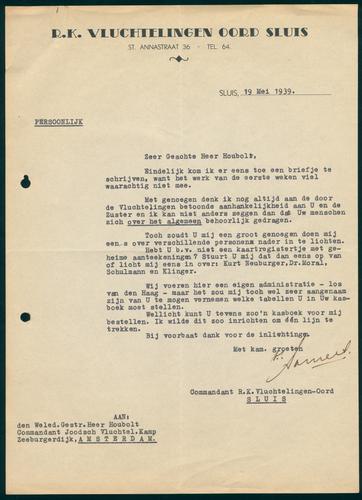 R.K. VLUCHTELINGEN OORD SLUIS
ST. ANNASTRAAT 36 - TEL 64.
SLUIS, 19 Mei 1939.
PERSOONLIJK
Zeer Geachte Heer Houbolt,
Eindelijk kom ik er eens toe een briefje te
schrijven, want het werk van de eerste weken viel
waarachtig niet mee.
Met genoegen denk ik nog altijd aan de door
de Vluchtelingen betoonde aanhankelijkheid aan U en de
Zuster en ik kan niet anders zeggen dan dat Uw menschen
zich over het algemeen behoorlijk gedragen.
Toch zoudt U mij een groot genoegen doen mij
eens over verschillende personen nader in te lichten.
Hebt U b.v. niet een kaartregistertje met ge-
heime aanteekeningen? Stuurt U mij dat dan eens op van
of licht mij eens in over: Kurt Neuburger, Dr. Moral,
Schulmann en Klinger.
Wij voeren hier een eigen administratie - los
van den Haag - maar het zou mij toch wel zeer aangenaam
zijn van U te mogen vernemen welke tabellen U in Uw kas-
boek moet stellen.
Wellicht kunt U tevens zoo'n kasboek voor mij
bestellen. Ik wilde dit zoo inrichten om één lijn te
trekken.
Bij voorbaat dank voor de inlichtingen.
Met kam. groeten
Commandant R.K. Vluchtelingen-Oord
SLUIS
AAN:
den Weled. Gestr. Heer Houbolt
Commandant Joodsch Vluchtel. Kamp
Zeeburgerdijk, AMSTERDAM.